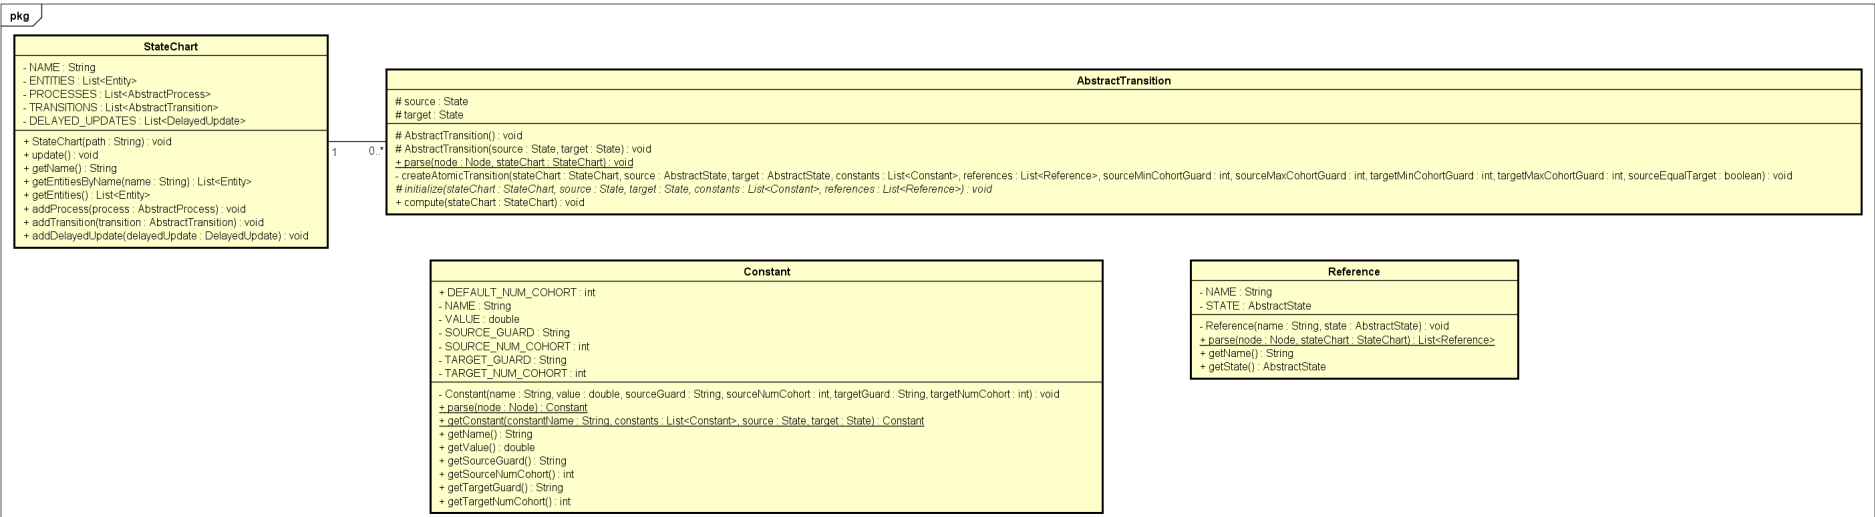 pkg
StateChart
- NAME : String
- ENTITIES : List<Entity>
- PROCESSES : List<AbstractProcess>
- TRANSITIONS : List<AbstractTransition>
- DELAYED_UPDATES : List<DelayedUpdate>
+ StateChart(path : String) : void
+ update() : void
+ getName() : String
+ getEntitiesByName(name : String) : List<Entity>
+ getEntities() : List<Entity>
+ addProcess(process : AbstractProcess) : void
+ addTransition(transition : AbstractTransition) : void
+ addDelayedUpdate(delayedUpdate : DelayedUpdate) : void
1
0..*
AbstractTransition
# source : State
# target : State
# AbstractTransition() : void
# AbstractTransition(source : State, target : State) : void
+ parse(node : Node, stateChart : StateChart) : void
- createAtomicTransition(stateChart : StateChart, source : AbstractState, target : AbstractState, constants : List<Constant>, references : List<Reference>, sourceMinCohortGuard : int, sourceMaxCohortGuard : int, targetMinCohortGuard : int, targetMaxCohortGuard : int, sourceEqualTarget : boolean) : void
# initialize(stateChart : StateChart, source : State, target : State, constants : List<Constant>, references : List<Reference>) : void
+ compute(stateChart : StateChart) : void
Constant
+ DEFAULT_NUM_COHORT : int
- NAME : String
- VALUE : double
- SOURCE_GUARD : String
- SOURCE_NUM_COHORT : int
- TARGET_GUARD : String
- TARGET_NUM_COHORT : int
- Constant(name : String, value : double, sourceGuard : String, sourceNumCohort : int, targetGuard : String, targetNumCohort : int) : void
+ parse(node : Node) : Constant
+ getConstant(constantName : String, constants : List<Constant>, source : State, target : State) : Constant
+ getName() : String
+ getValue() : double
+ getSourceGuard() : String
+ getSourceNumCohort() : int
+ getTargetGuard() : String
+ getTargetNumCohort() : int
Reference
- NAME : String
- STATE : AbstractState
- Reference(name : String, state : AbstractState) : void
+ parse(node : Node, stateChart : StateChart) : List<Reference>
+ getName() : String
+ getState() : AbstractState